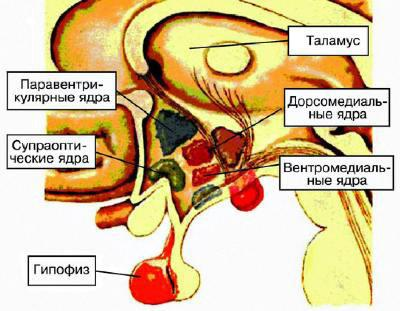 Таламус
Паравентри-
кулярные ядра
Дорсомедиаль-
ные ядра
Супраопти-
ческие ядра
Вентромедиаль-
ные ядра
Гипофиз